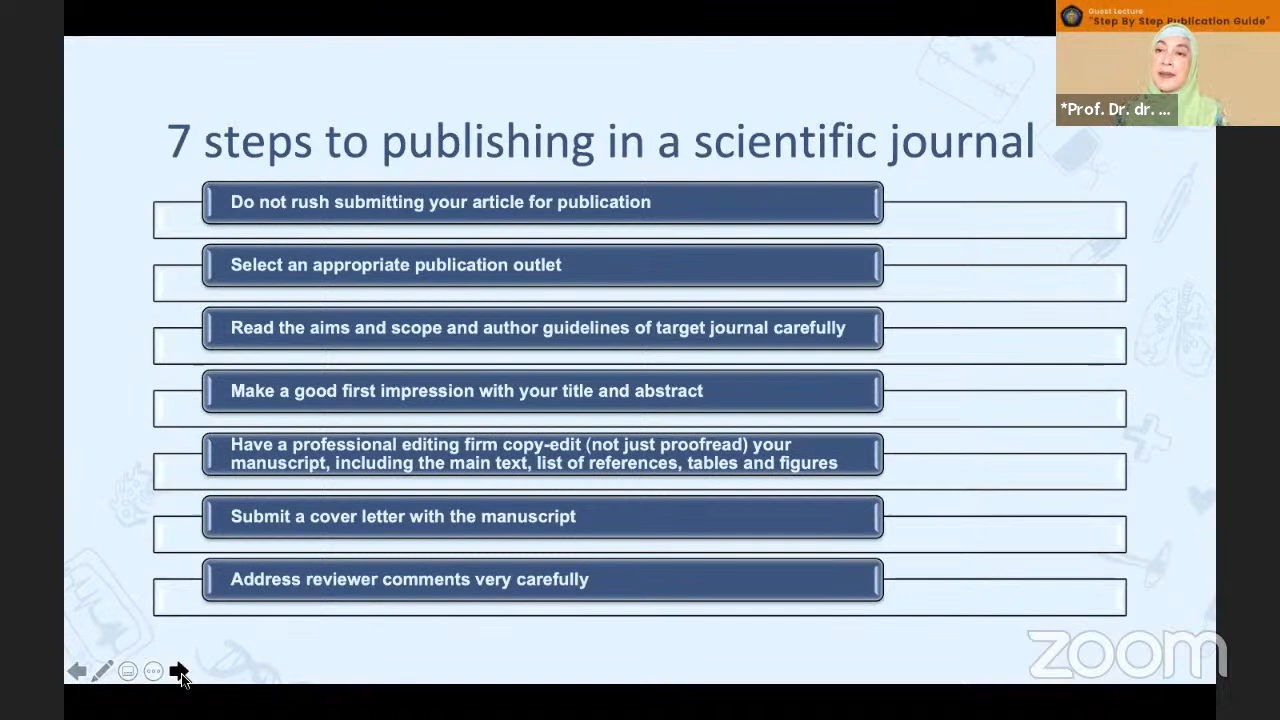 Guest Lecture
"Step By Step Publication Guide"
*Prof. Dr. dr. ...
7 steps to publishing in a scientific journal
Do not rush submitting your article for publication
Select an appropriate publication outlet
Read the aims and scope and author guidelines of target journal carefully
Make a good first impression with your title and abstract
Have a professional editing firm copy-edit (not just proofread) your
manuscript, including the main text, list of references, tables and figures
Submit a cover letter with the manuscript
Address reviewer comments very carefully
zoom